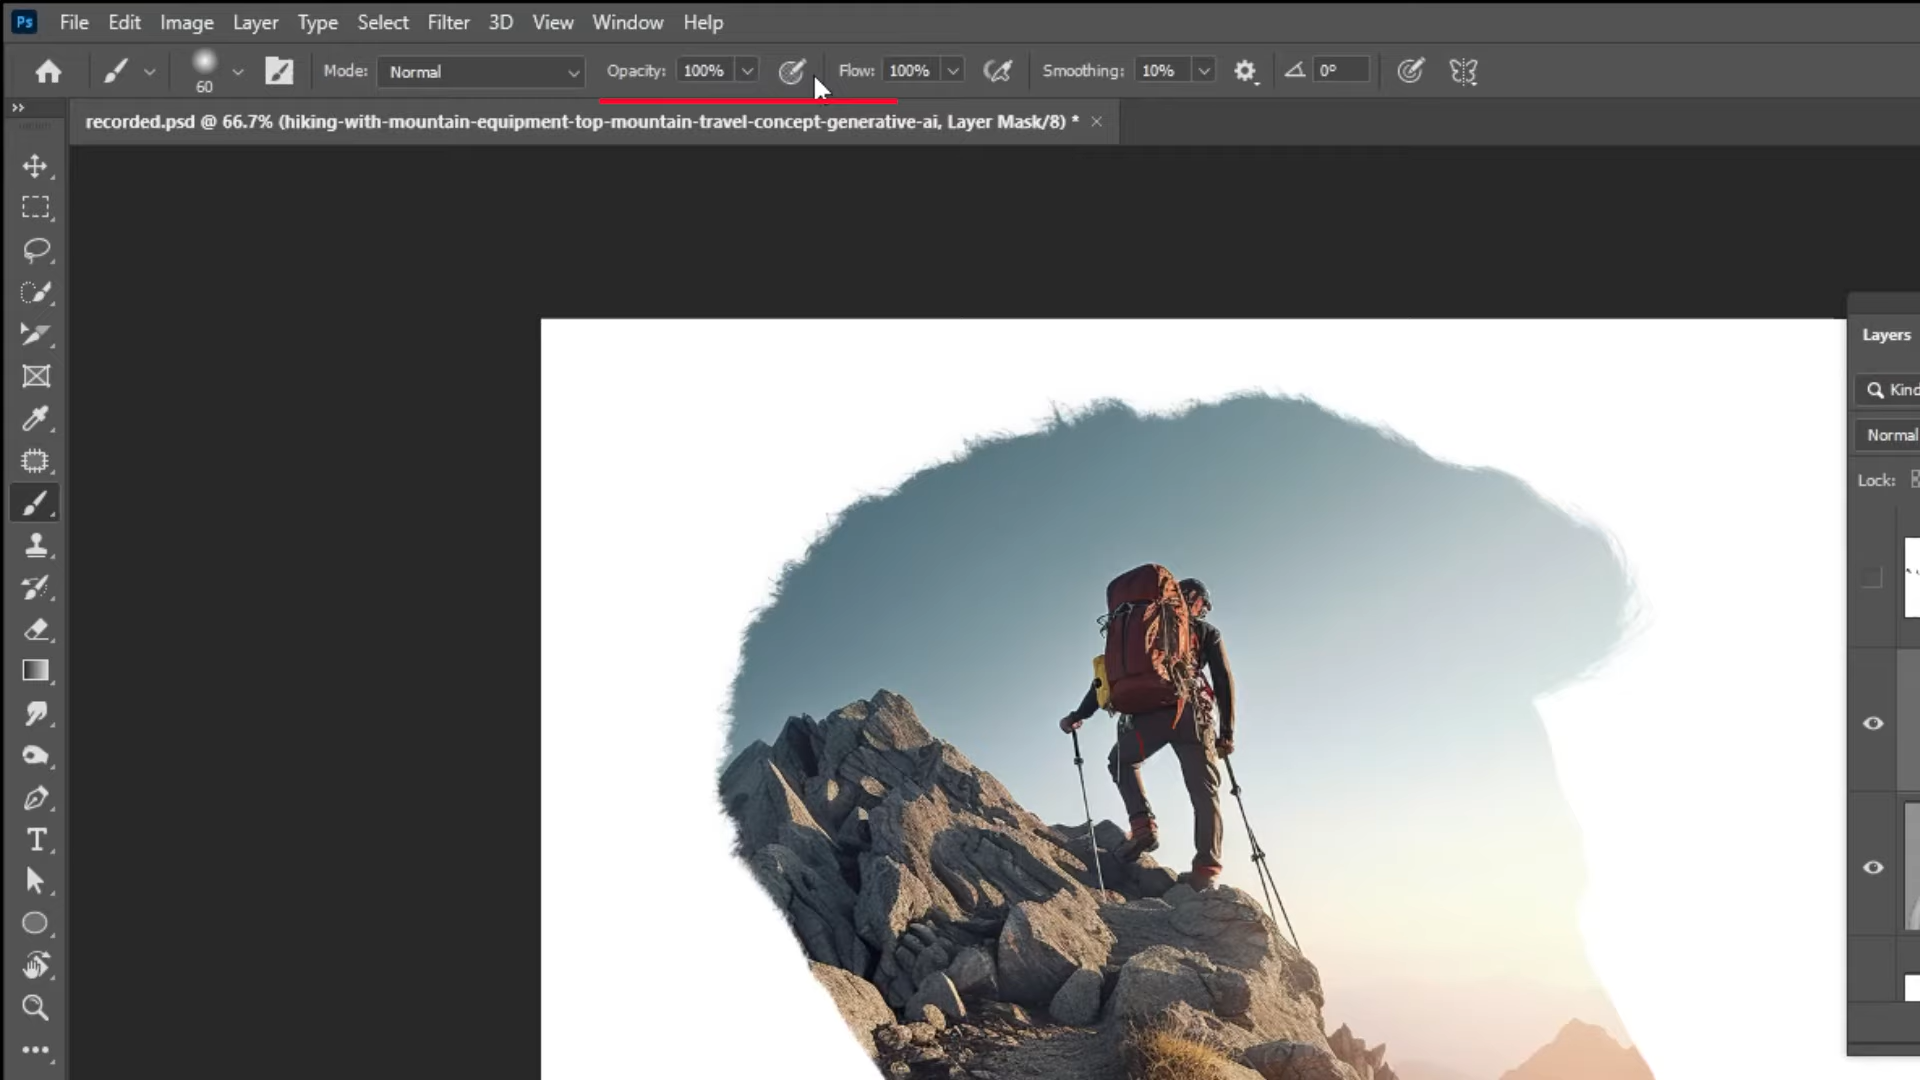 Ps File Edit Image Layer Type Select Filter 3D View Window Help
60 Mode: Normal Opacity: 100% Flow: 100% Smoothing: 10% 0°
recorded.psd @ 66.7% (hiking-with-mountain-equipment-top-mountain-travel-concept-generative-ai, Layer Mask/8) * ×
Layers
Kind
Normal
Lock:
T